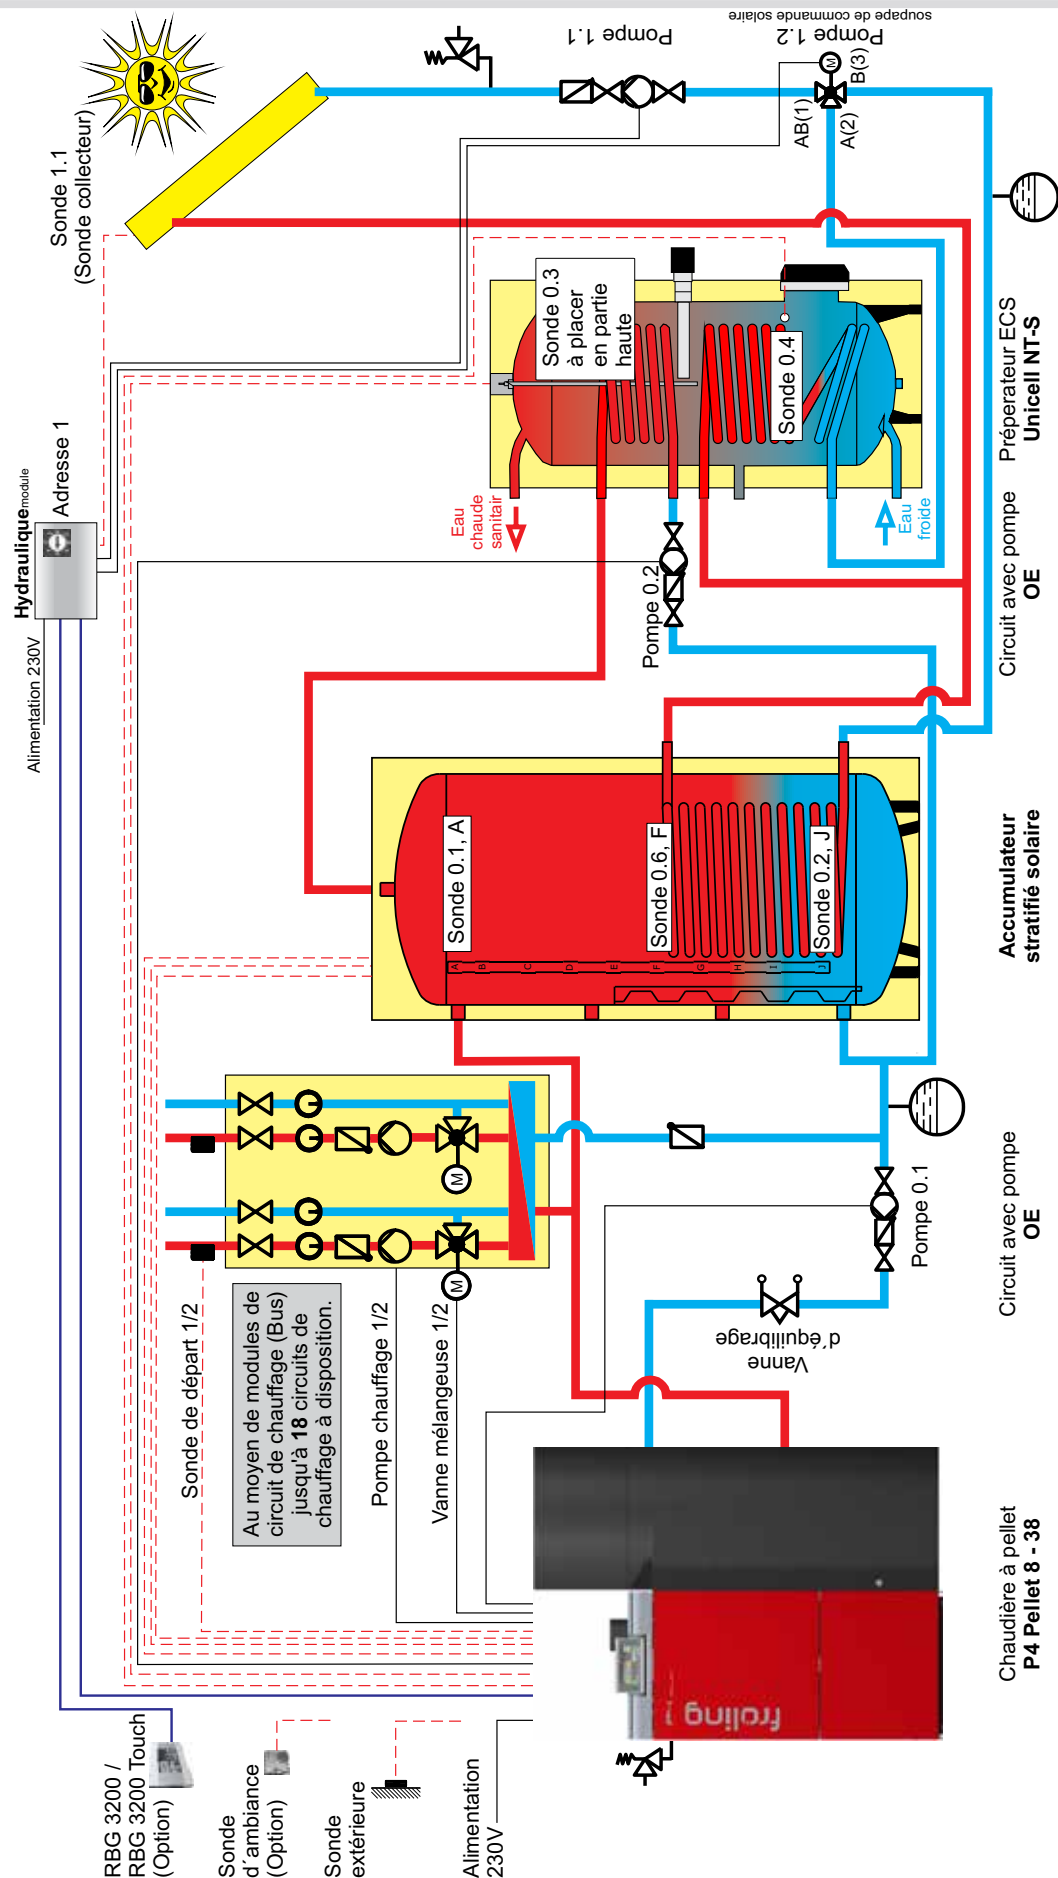 RBG 3200 /
RBG 3200 Touch
(Option)
Sonde
d´ambiance
(Option)
Sonde
extérieure
Alimentation
230V
Sonde de départ 1/2
Au moyen de modules de
circuit de chauffage (Bus)
jusqu'à 18 circuits de
chauffage à disposition.
Pompe chauffage 1/2
Vanne mélangeuse 1/2
M
M
Vanne
d´équilibrage
Pompe 0.1
froling
Chaudière à pellet
P4 Pellet 8 - 38
Circuit avec pompe
OE
Alimentation 230V
Hydraulique module
Adresse 1
Sonde 0.1, A
Sonde 0.6, F
Sonde 0.2, J
A
B
C
D
E
F
G
H
I
J
Accumulateur
stratifié solaire
Pompe 0.2
Circuit avec pompe
OE
Eau
chaude
sanitair
Eau
froide
Sonde 0.3
à placer
en partie
haute
Sonde 0.4
Préperateur ECS
Unicell NT-S
Sonde 1.1
(Sonde collecteur)
Pompe 1.1
Pompe 1.2
soupape de commande solaire
M
AB(1)
A(2)
B(3)